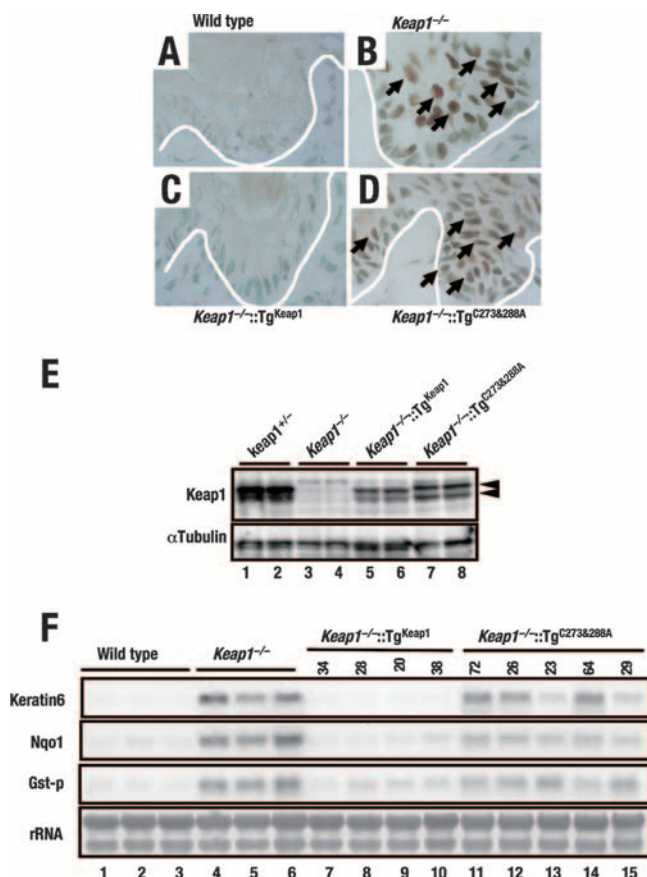 Wild type Keap1–/–
A B
C D
Keap1–/–::TgKeap1 Keap1–/–::TgC273&288A
E
keap1+/– Keap1–/– Keap1–/–::TgKeap1 Keap1–/–::TgC273&288A
Keap1
αTubulin
1 2 3 4 5 6 7 8
F
Wild type Keap1–/– Keap1–/–::TgKeap1 Keap1–/–::TgC273&288A
34 28 20 38 72 26 23 64 29
Keratin6
Nqo1
Gst-p
rRNA
1 2 3 4 5 6 7 8 9 10 11 12 13 14 15